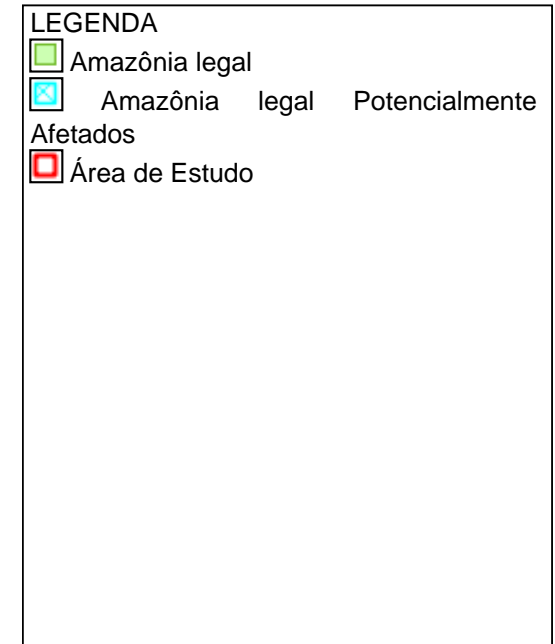 LEGENDA
Amazônia legal
Amazônia legal Potencialmente
Afetados
Área de Estudo